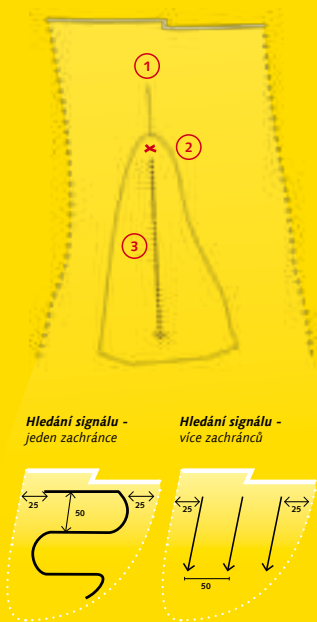 1
2
3
Hledání signálu -
jeden zachránce
Hledání signálu -
více zachránců
25
50
25
25
25
50